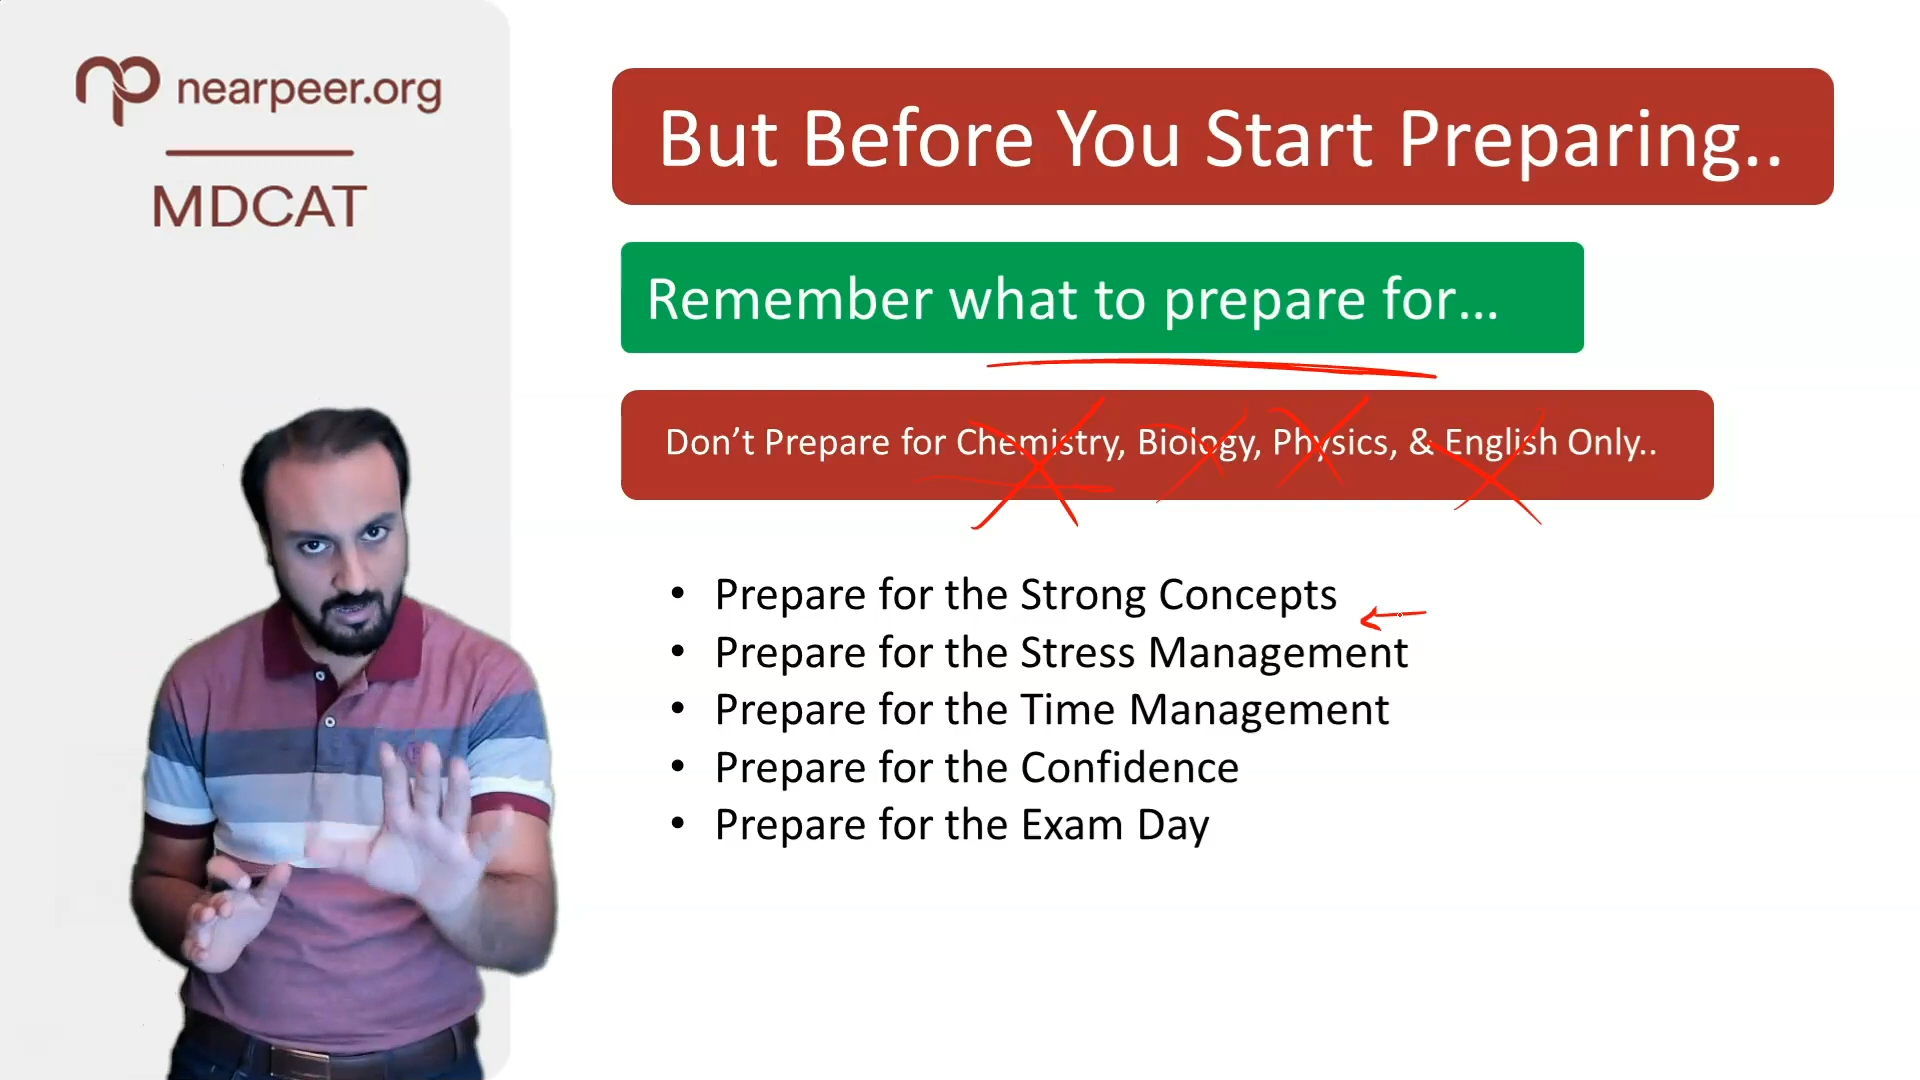 nearpeer.org
MDCAT
But Before You Start Preparing..
Remember what to prepare for...
Don’t Prepare for Chemistry, Biology, Physics, & English Only..
• Prepare for the Strong Concepts
• Prepare for the Stress Management
• Prepare for the Time Management
• Prepare for the Confidence
• Prepare for the Exam Day